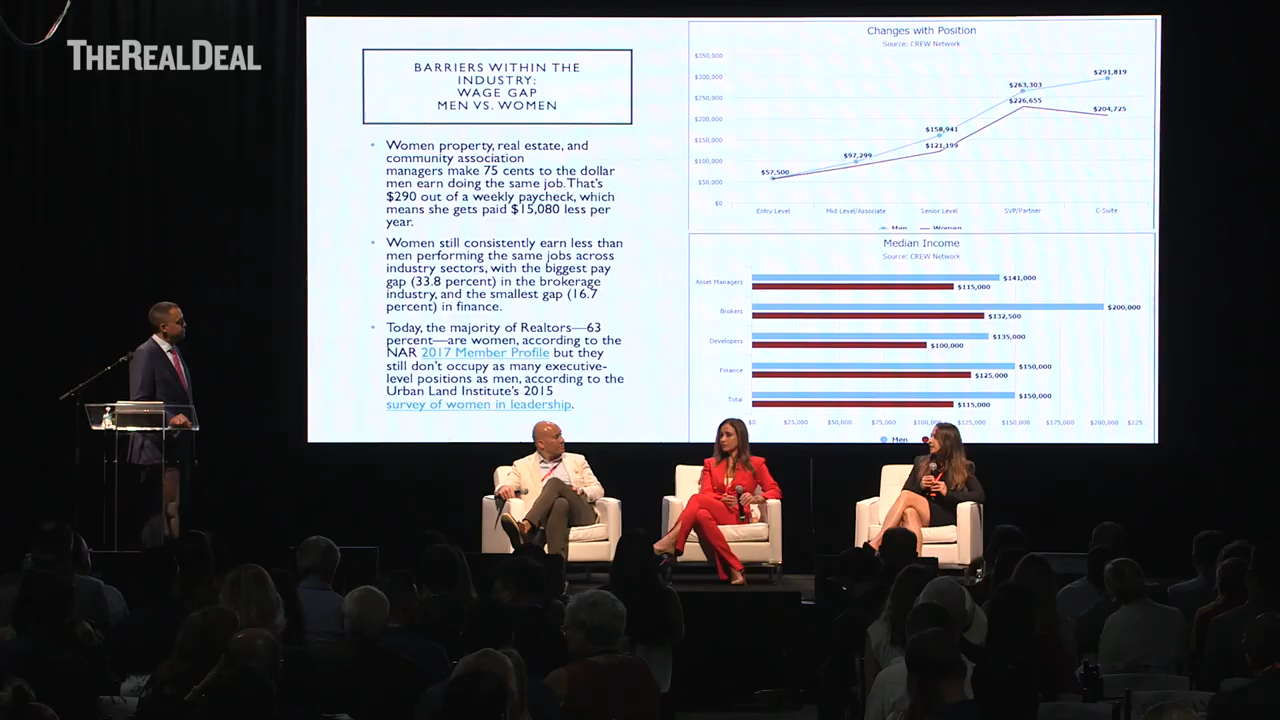 THEREALDEAL
BARRIERS WITHIN THE
INDUSTRY:
WAGE GAP
MEN VS. WOMEN
• Women property, real estate, and
community association
managers make 75 cents to the dollar
men earn doing the same job. That's
$290 out of a weekly paycheck, which
means she gets paid $15,080 less per
year.
• Women still consistently earn less than
men performing the same jobs across
industry sectors, with the biggest pay
gap (33.8 percent) in the brokerage
industry, and the smallest gap (16.7
percent) in finance.
• Today, the majority of Realtors—63
percent—are women, according to the
NAR 2017 Member Profile but they
still don't occupy as many executive-
level positions as men, according to the
Urban Land Institute's 2015
survey of women in leadership.
Changes with Position
Source: CREW Network
$350,000
$300,000
$250,000
$200,000
$150,000
$100,000
$50,000
$0
$57,500
$97,299
$158,941
$121,199
$263,303
$226,655
$291,819
$204,725
Entry Level Mid Level/Associate Senior Level SVP/Partner C-Suite
Men Women
Median Income
Source: CREW Network
Asset Managers $141,000
$115,000
Brokers $200,000
$132,500
Developers $135,000
$100,000
Finance $150,000
$125,000
Total $150,000
$115,000
$0 $25,000 $50,000 $75,000 $100,000 $125,000 $150,000 $175,000 $200,000 $225...
Men